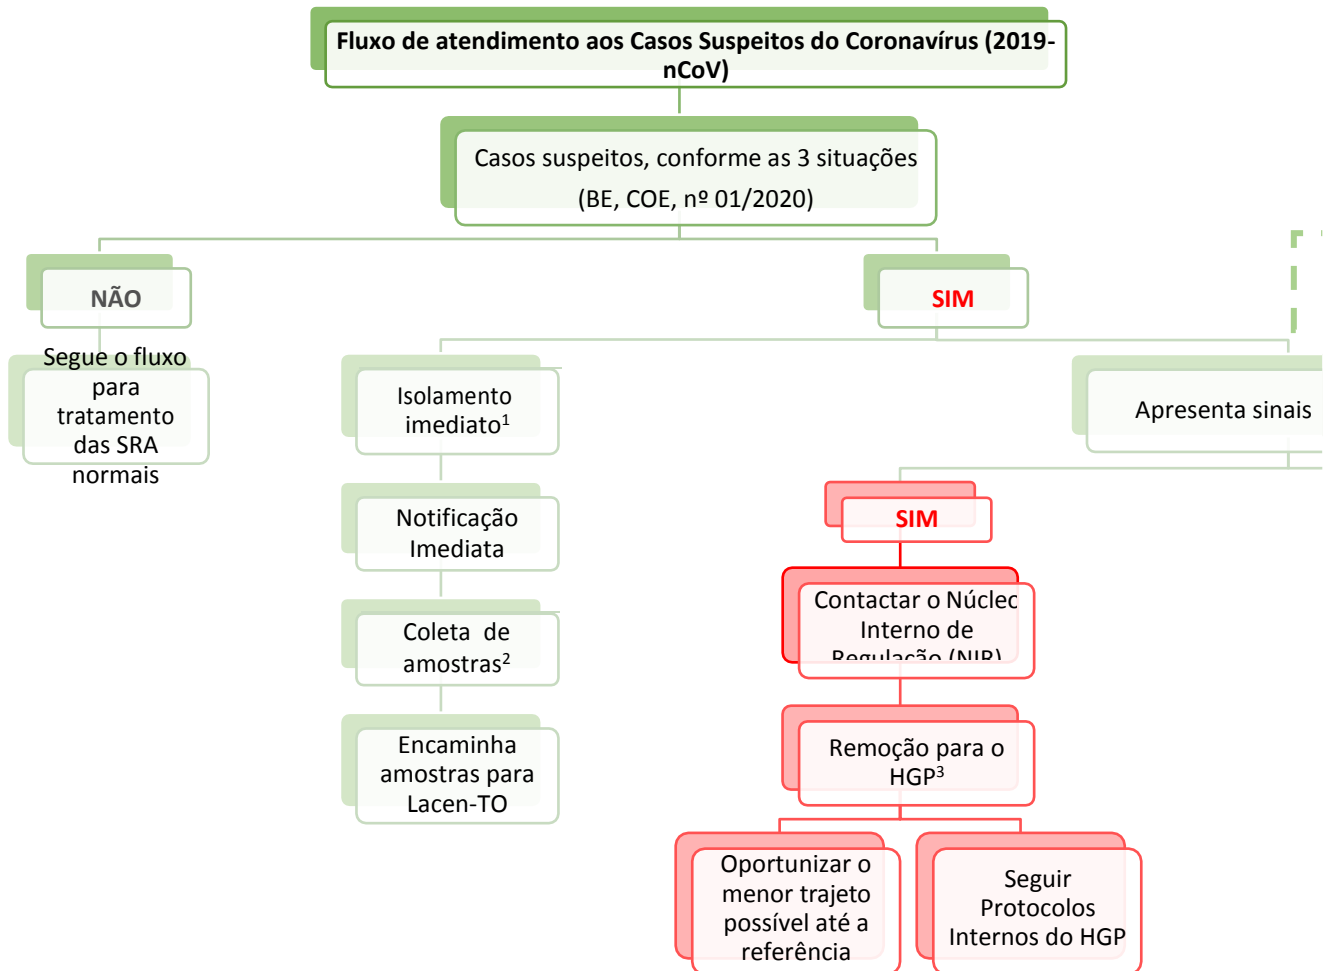 Fluxo de atendimento aos Casos Suspeitos do Coronavírus (2019-
nCoV)
Casos suspeitos, conforme as 3 situações
(BE, COE, nº 01/2020)
NÃO
SIM
Segue o fluxo
para
tratamento
das SRA
normais
Isolamento
imediato¹
Apresenta sinais
Notificação
Imediata
SIM
Contactar o Núcleo
Interno de
Regulação (NIR)
Coleta de
amostras²
Encaminha
amostras para
Lacen-TO
Remoção para o
HGP³
Oportunizar o
menor trajeto
possível até a
referência
Seguir
Protocolos
Internos do HGP